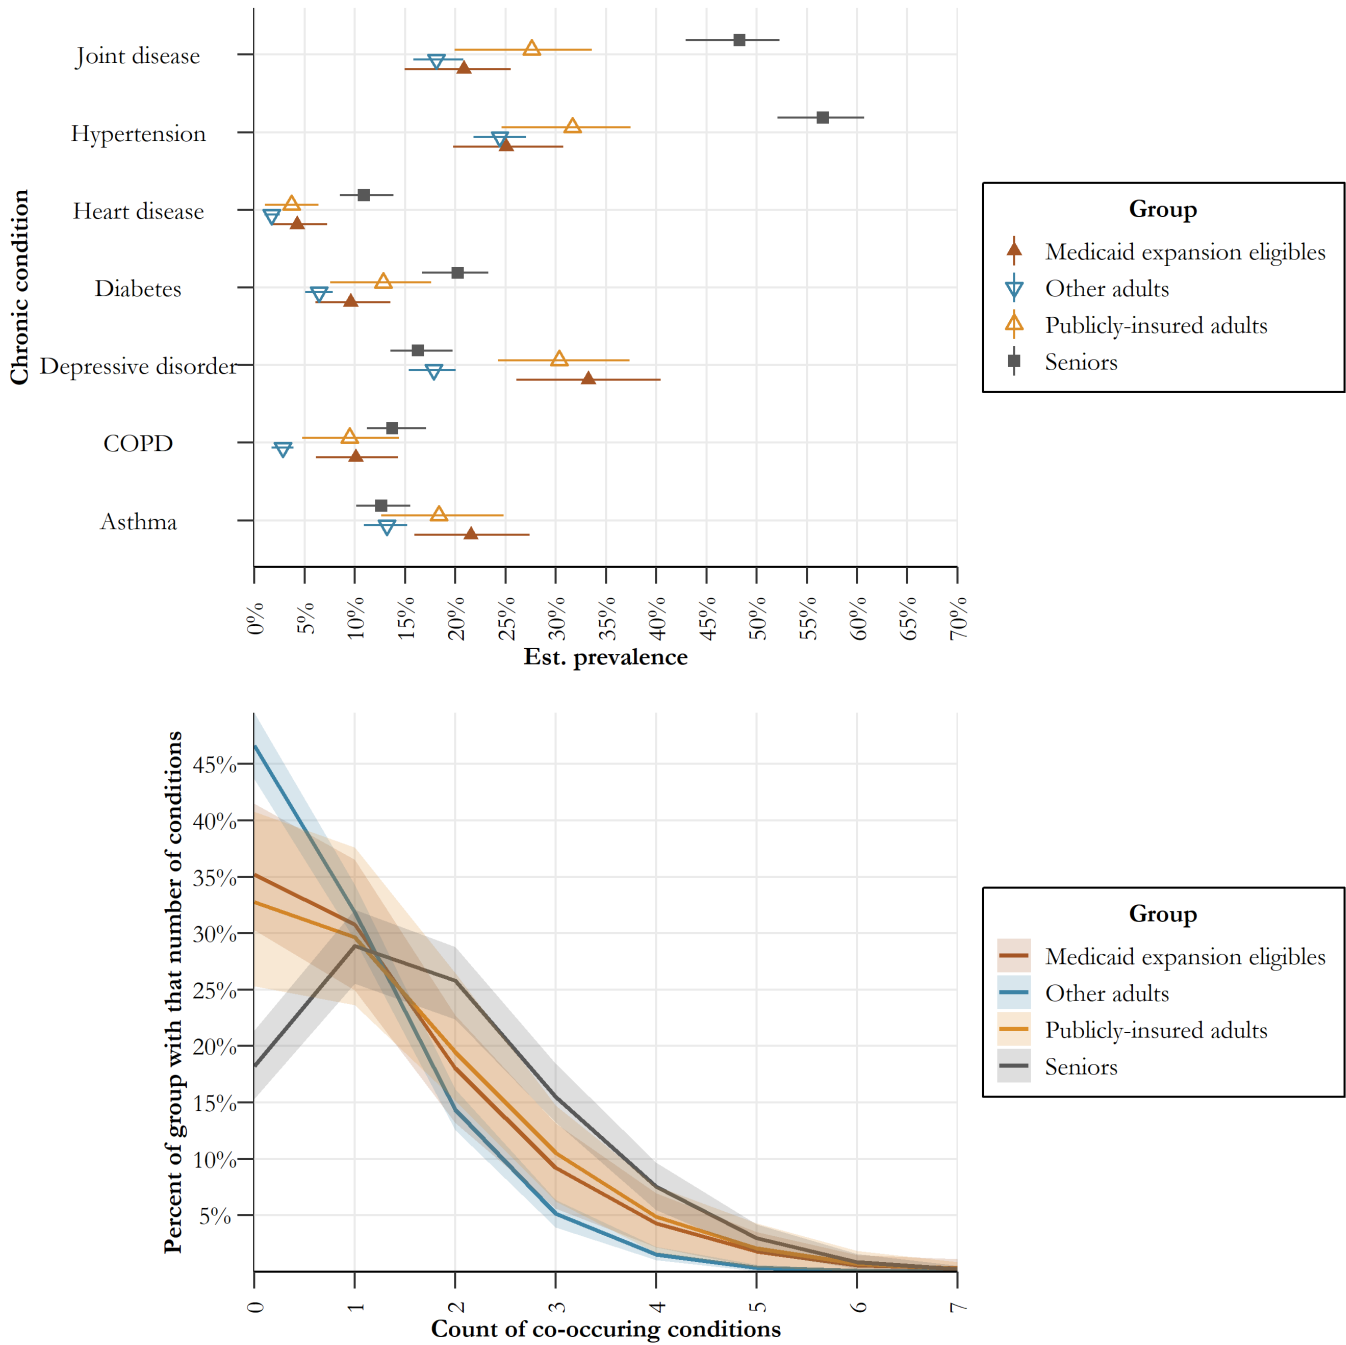 Chronic condition
Joint disease
Hypertension
Heart disease
Diabetes
Depressive disorder
COPD
Asthma
0%
5%
10%
15%
20%
25%
30%
35%
40%
45%
50%
55%
60%
65%
70%
Est. prevalence
Group
Medicaid expansion eligibles
Other adults
Publicly-insured adults
Seniors
Percent of group with that number of conditions
45%
40%
35%
30%
25%
20%
15%
10%
5%
0
1
2
3
4
5
6
7
Count of co-occuring conditions
Group
Medicaid expansion eligibles
Other adults
Publicly-insured adults
Seniors